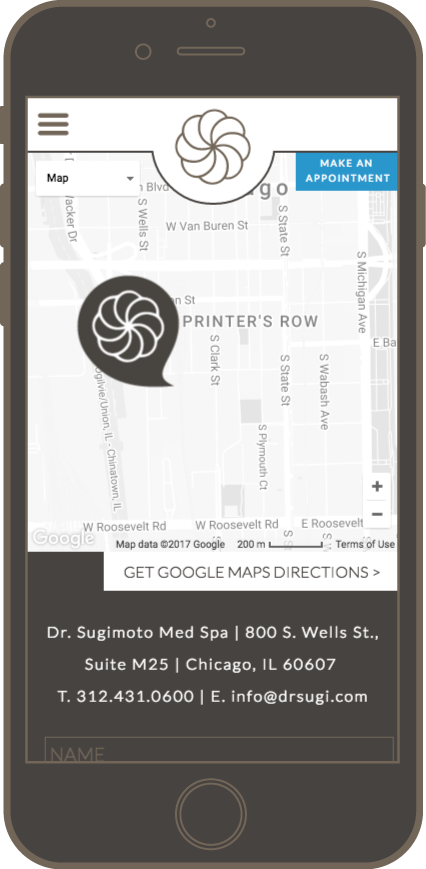 MAKE AN
APPOINTMENT
Map
Blvd
go
S Wells St
W Van Buren St
S State St
S Michigan Ave
on St
PRINTER'S ROW
E Ba
S Clark St
S State St
S Wabash Ave
Ogilvie/Union, IL - Chinatown, IL
S Plymouth Ct
+
−
W Roosevelt Rd
W Roosevelt Rd
E Roosevelt
Google
Map data ©2017 Google
200 m
Terms of Use
GET GOOGLE MAPS DIRECTIONS >
Dr. Sugimoto Med Spa | 800 S. Wells St.,
Suite M25 | Chicago, IL 60607
T. 312.431.0600 | E. info@drsugi.com
NAME